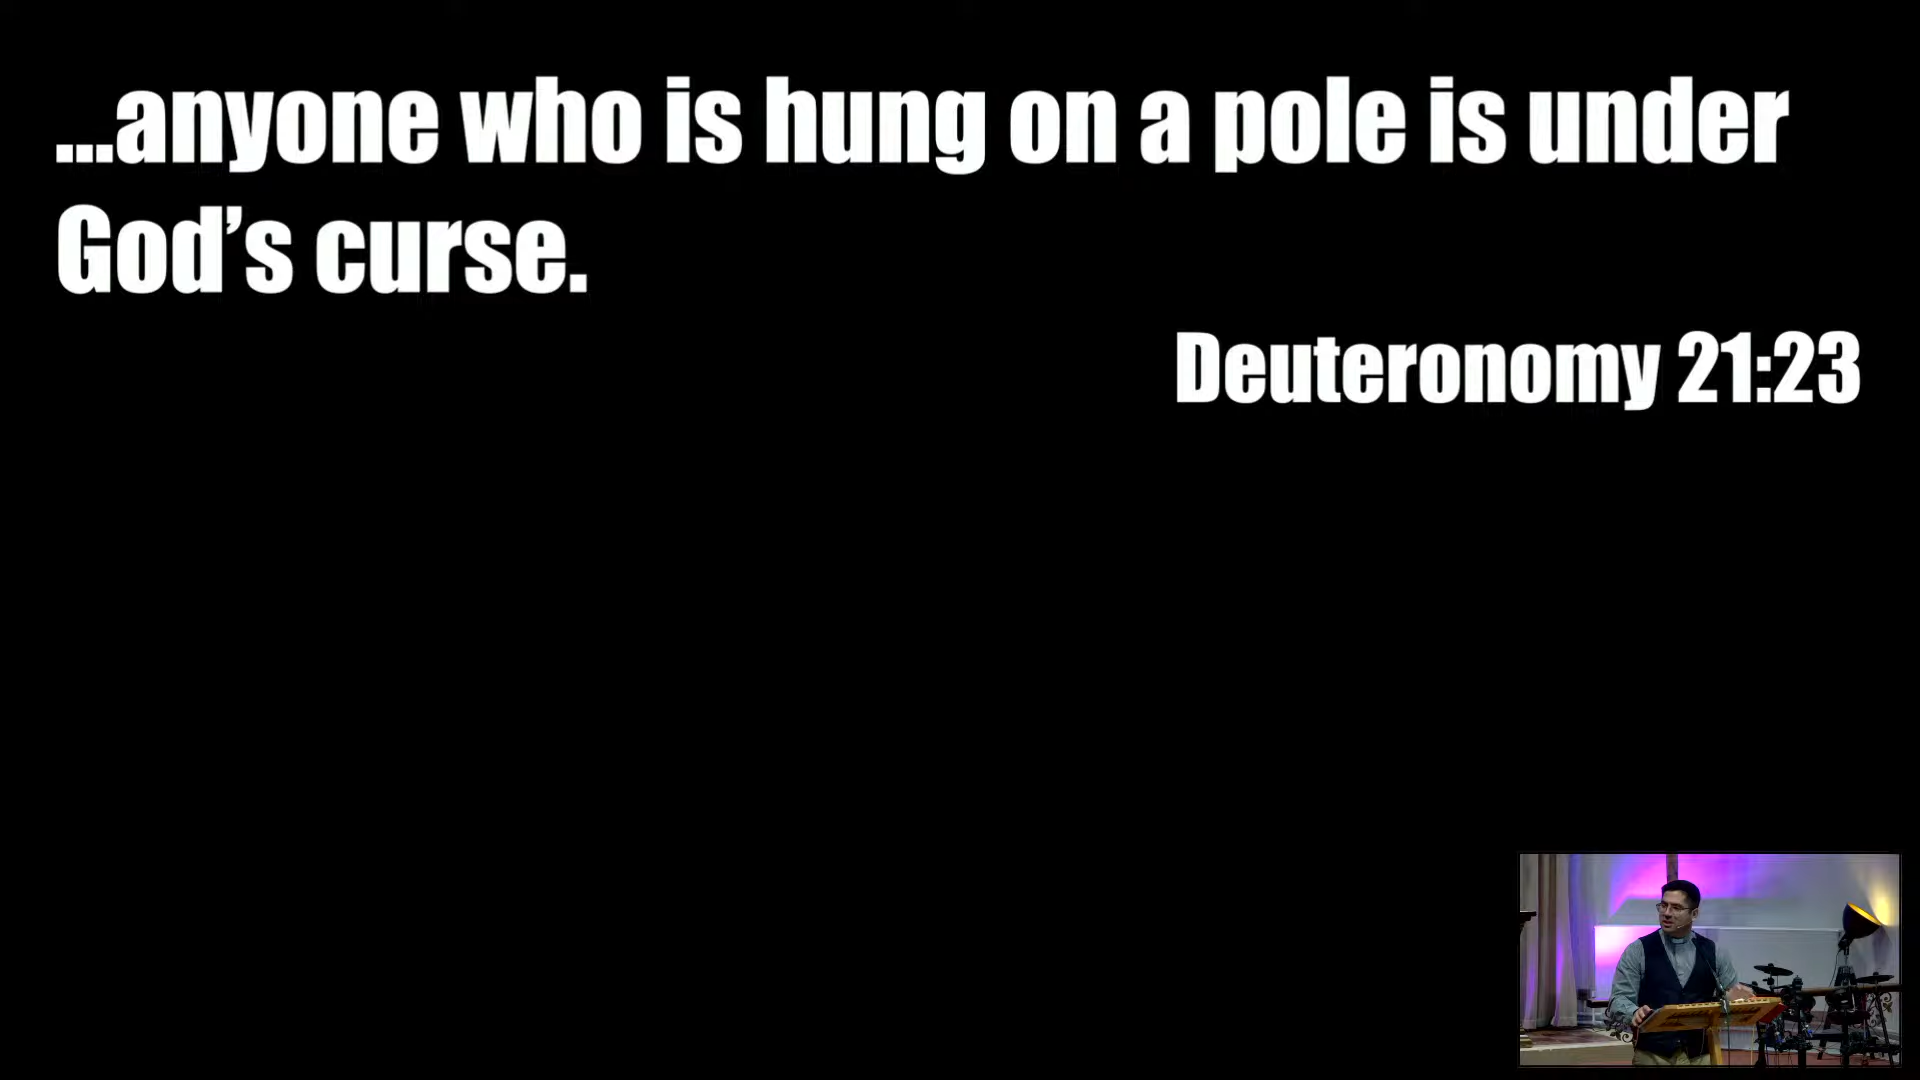 ...anyone who is hung on a pole is under
God’s curse.
Deuteronomy 21:23